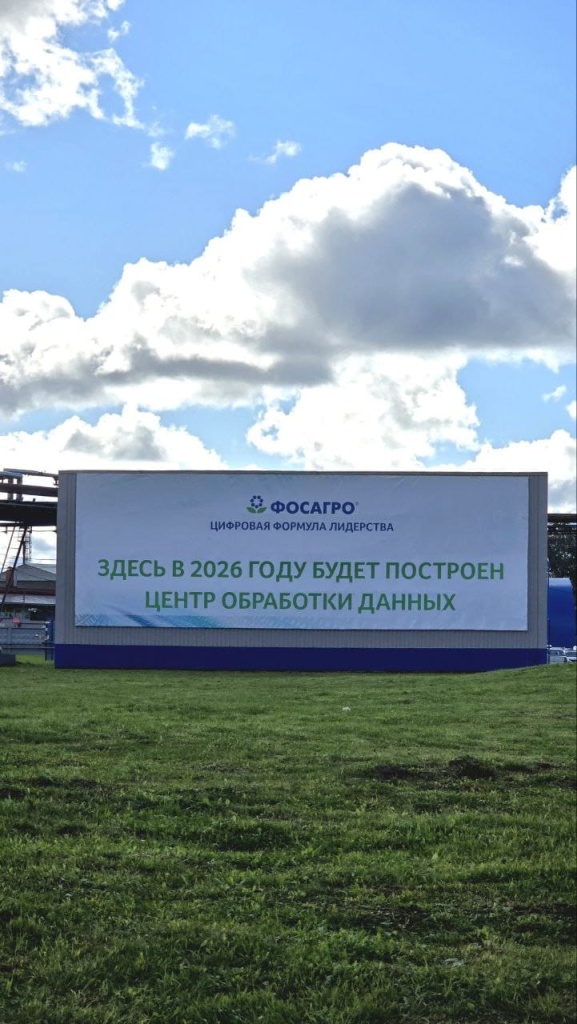 ФОСАГРО®
ЦИФРОВАЯ ФОРМУЛА ЛИДЕРСТВА
ЗДЕСЬ В 2026 ГОДУ БУДЕТ ПОСТРОЕН
ЦЕНТР ОБРАБОТКИ ДАННЫХ